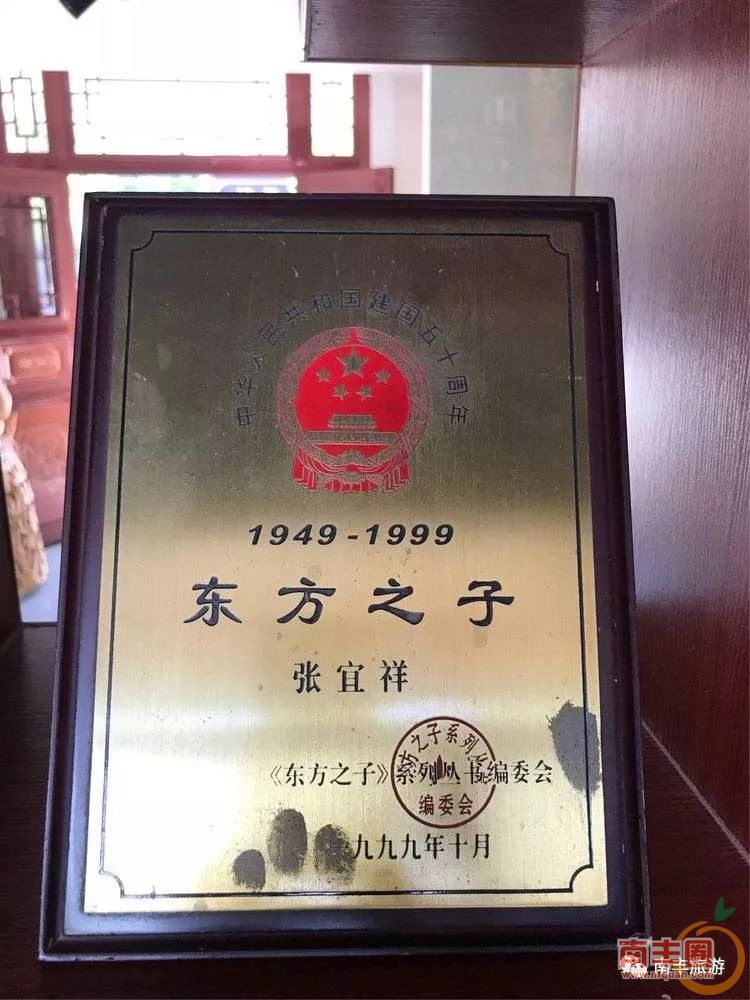 中华人民共和国建国五十周年
1949-1999
东方之子
张宜祥
《东方之子》系列丛书编委会
东方之子系列丛书
编委会
一九九九年十月
南丰圈
www.nfquan.com
南丰旅游